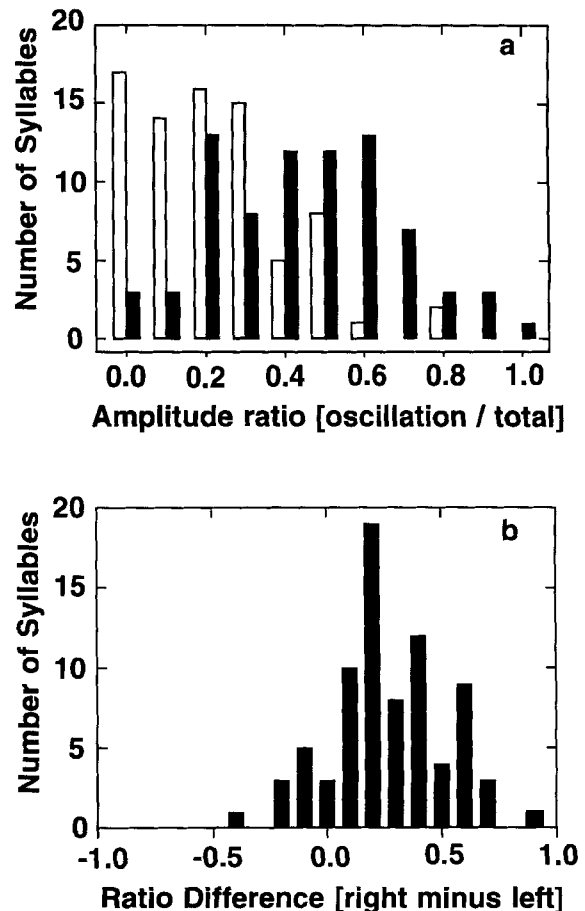 20
a
15
10
5
0
Number of Syllables
0.0 0.2 0.4 0.6 0.8 1.0
Amplitude ratio [oscillation / total]
20
b
15
10
5
0
Number of Syllables
-1.0 -0.5 0.0 0.5 1.0
Ratio Difference [right minus left]